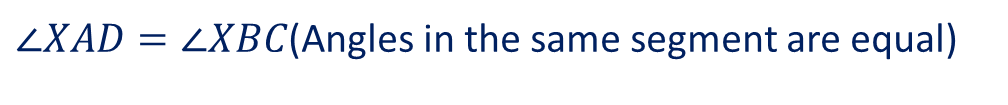 ∠XAD = ∠XBC(Angles in the same segment are equal)